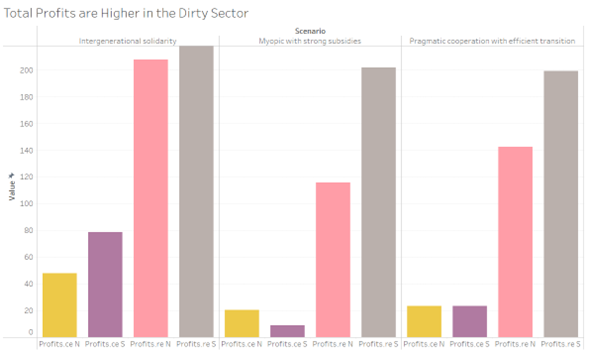 Total Profits are Higher in the Dirty Sector
Scenario
Intergenerational solidarity Myopic with strong subsidies Pragmatic cooperation with efficient transition
200
180
160
140
120
100
80
60
40
20
0
Value *
Profits.ce N Profits.ce S Profits.re N Profits.re S Profits.ce N Profits.ce S Profits.re N Profits.re S Profits.ce N Profits.ce S Profits.re N Profits.re S